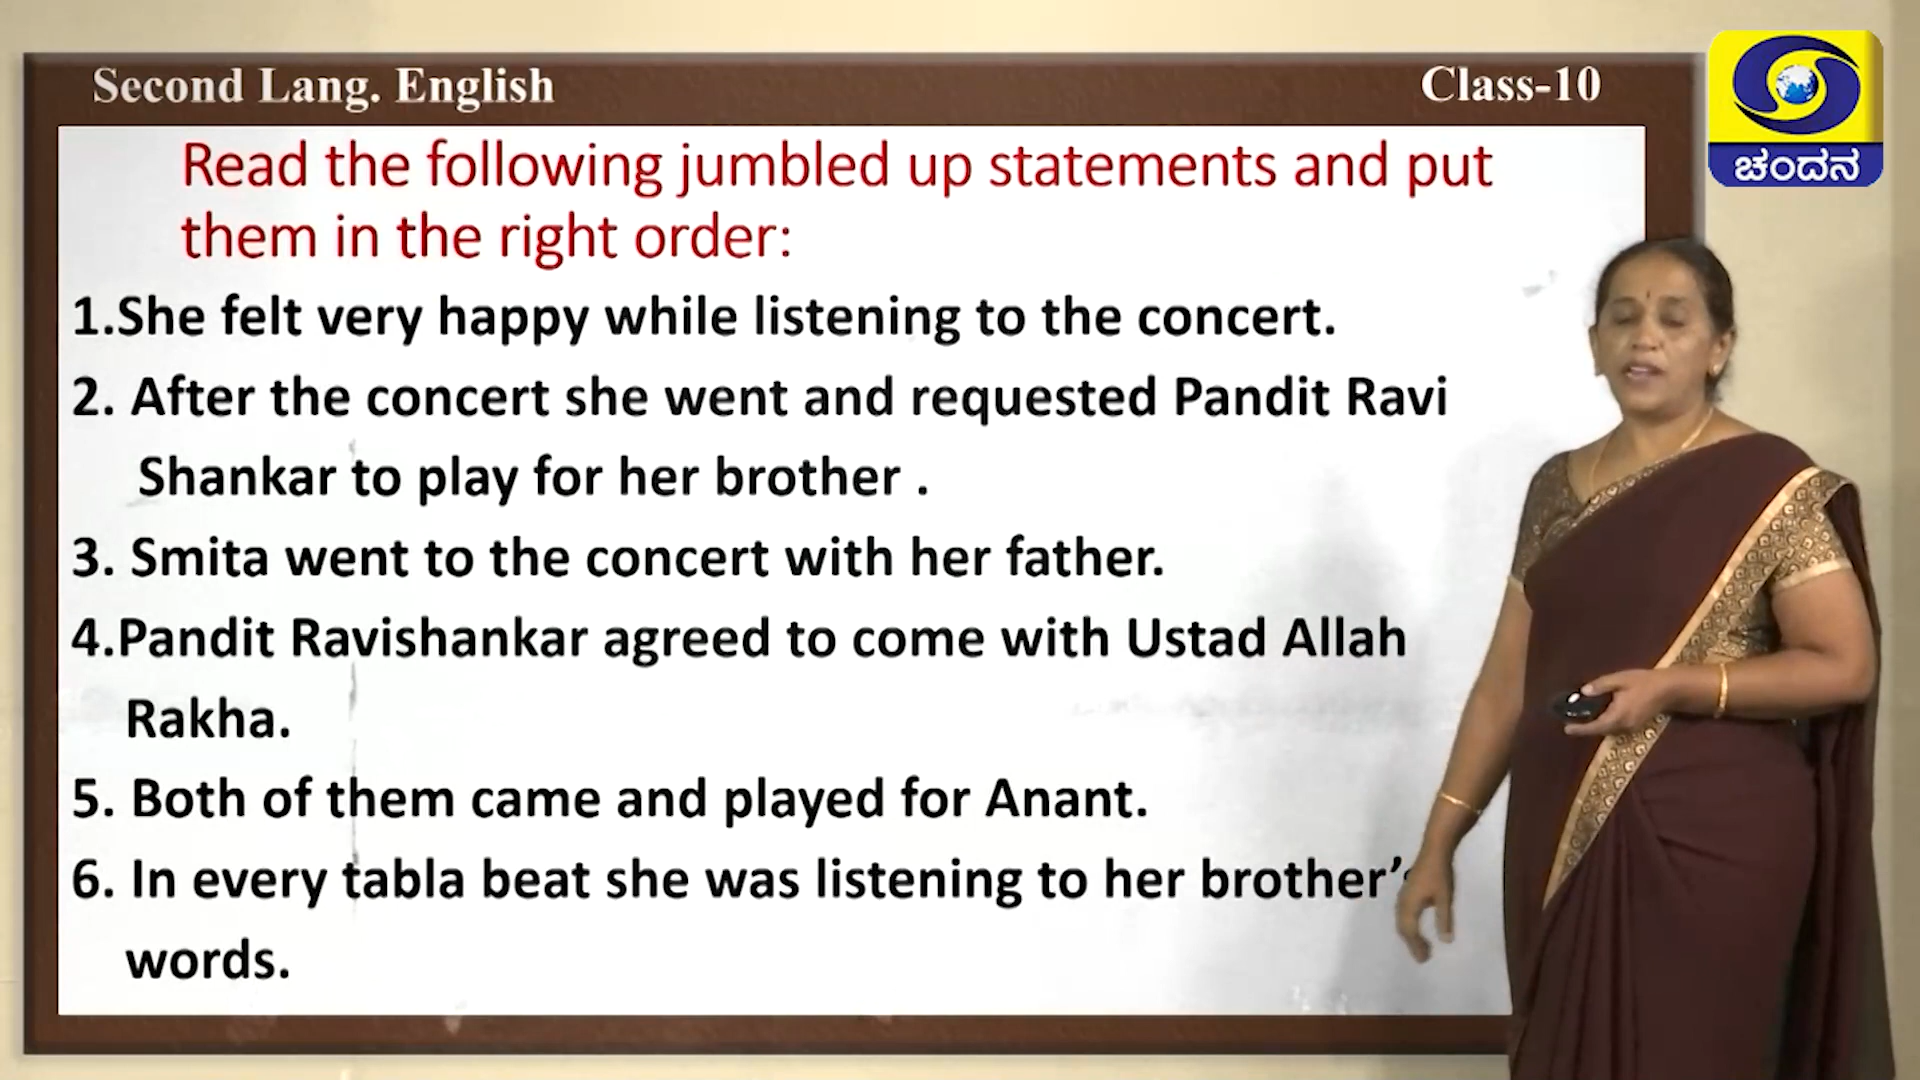 Second Lang. English
Class-10
ಚಂದನ
Read the following jumbled up statements and put
them in the right order:
1.She felt very happy while listening to the concert.
2. After the concert she went and requested Pandit Ravi
Shankar to play for her brother .
3. Smita went to the concert with her father.
4.Pandit Ravishankar agreed to come with Ustad Allah
Rakha.
5. Both of them came and played for Anant.
6. In every tabla beat she was listening to her brother’s
words.